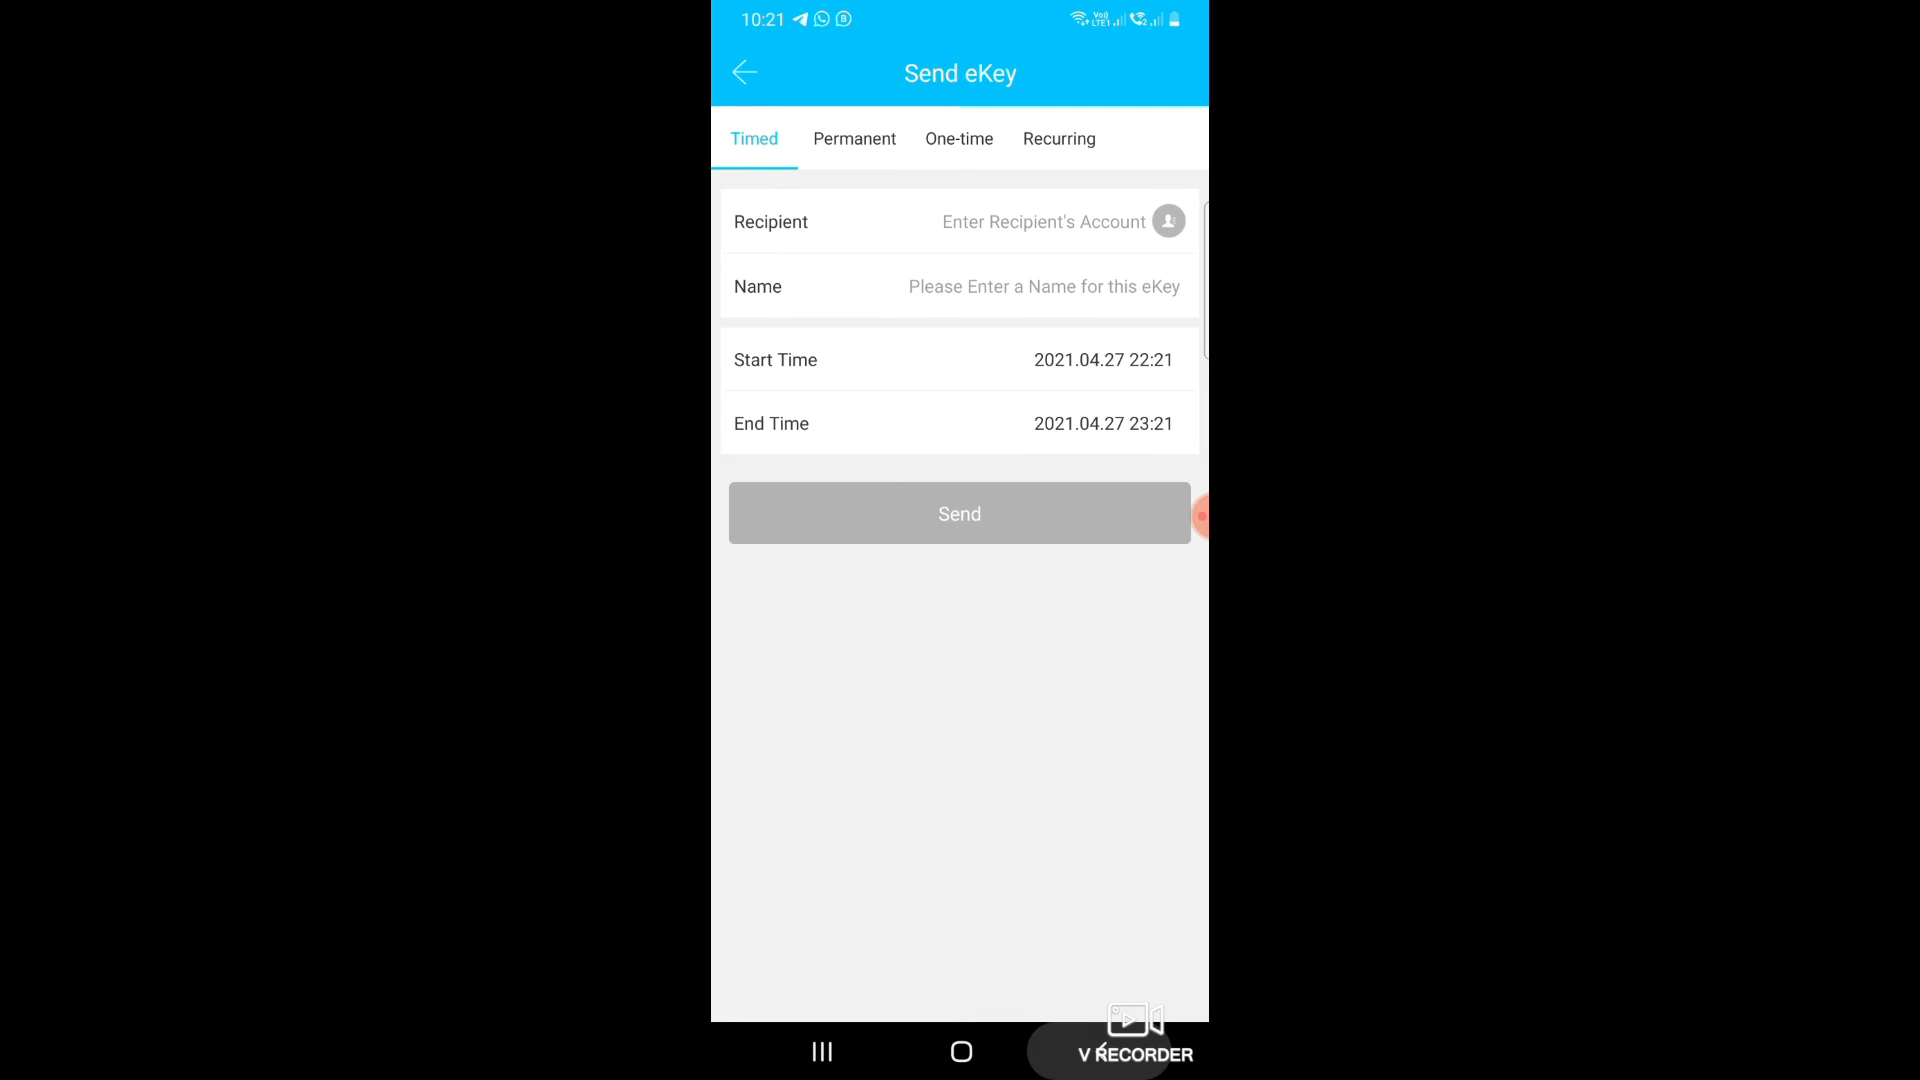 10:21
Send eKey
Timed Permanent One-time Recurring
Recipient Enter Recipient's Account
Name Please Enter a Name for this eKey
Start Time 2021.04.27 22:21
End Time 2021.04.27 23:21
Send
V RECORDER